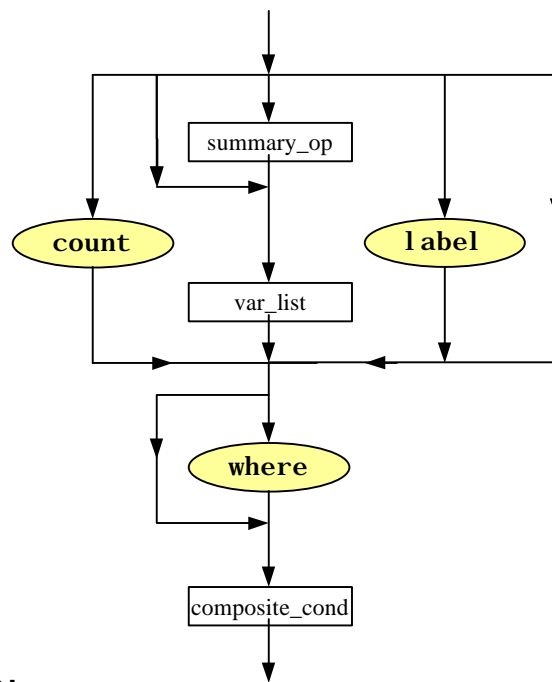 summary_op
count
label
var_list
where
composite_cond